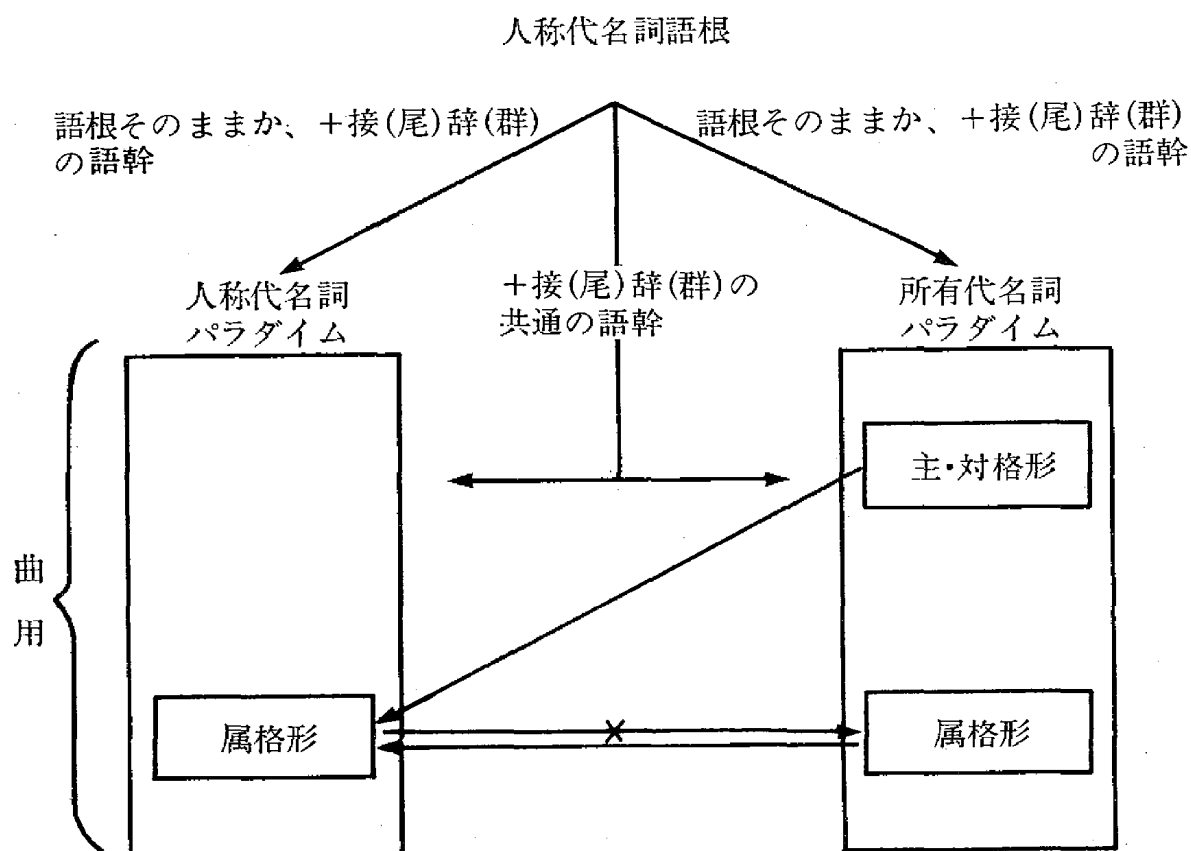 人称代名詞語根
語根そのままか、＋接(尾)辞(群)
の語幹
語根そのままか、＋接(尾)辞(群)
の語幹
人称代名詞
パラダイム
＋接(尾)辞(群)の
共通の語幹
所有代名詞
パラダイム
主・対格形
曲
用
属格形
属格形